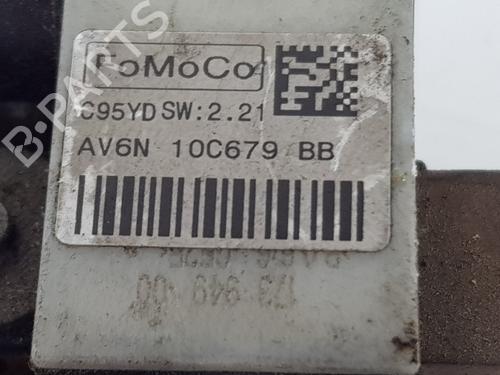 FoMoCo
C95YD SW:2.21
AV6N 10C679 BB
B-PARTS